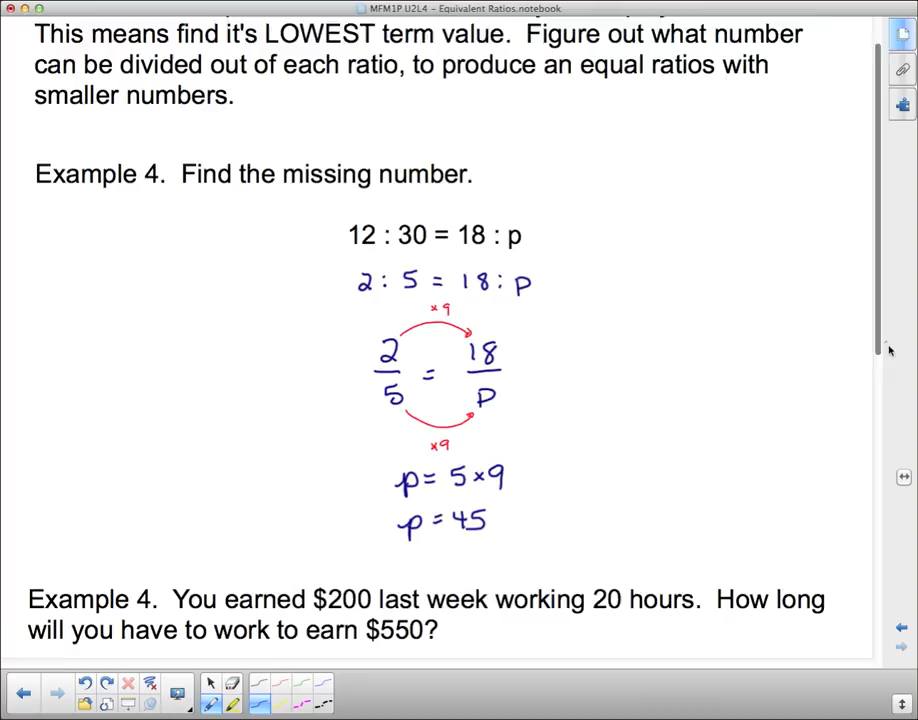 MFM1P U2L4 - Equivalent Ratios.notebook
This means find it's LOWEST term value. Figure out what number
can be divided out of each ratio, to produce an equal ratios with
smaller numbers.
Example 4. Find the missing number.
12 : 30 = 18 : p
2 : 5 = 18 : p
×9
2/5 = 18/p
×9
p = 5 × 9
p = 45
Example 4. You earned $200 last week working 20 hours. How long
will you have to work to earn $550?